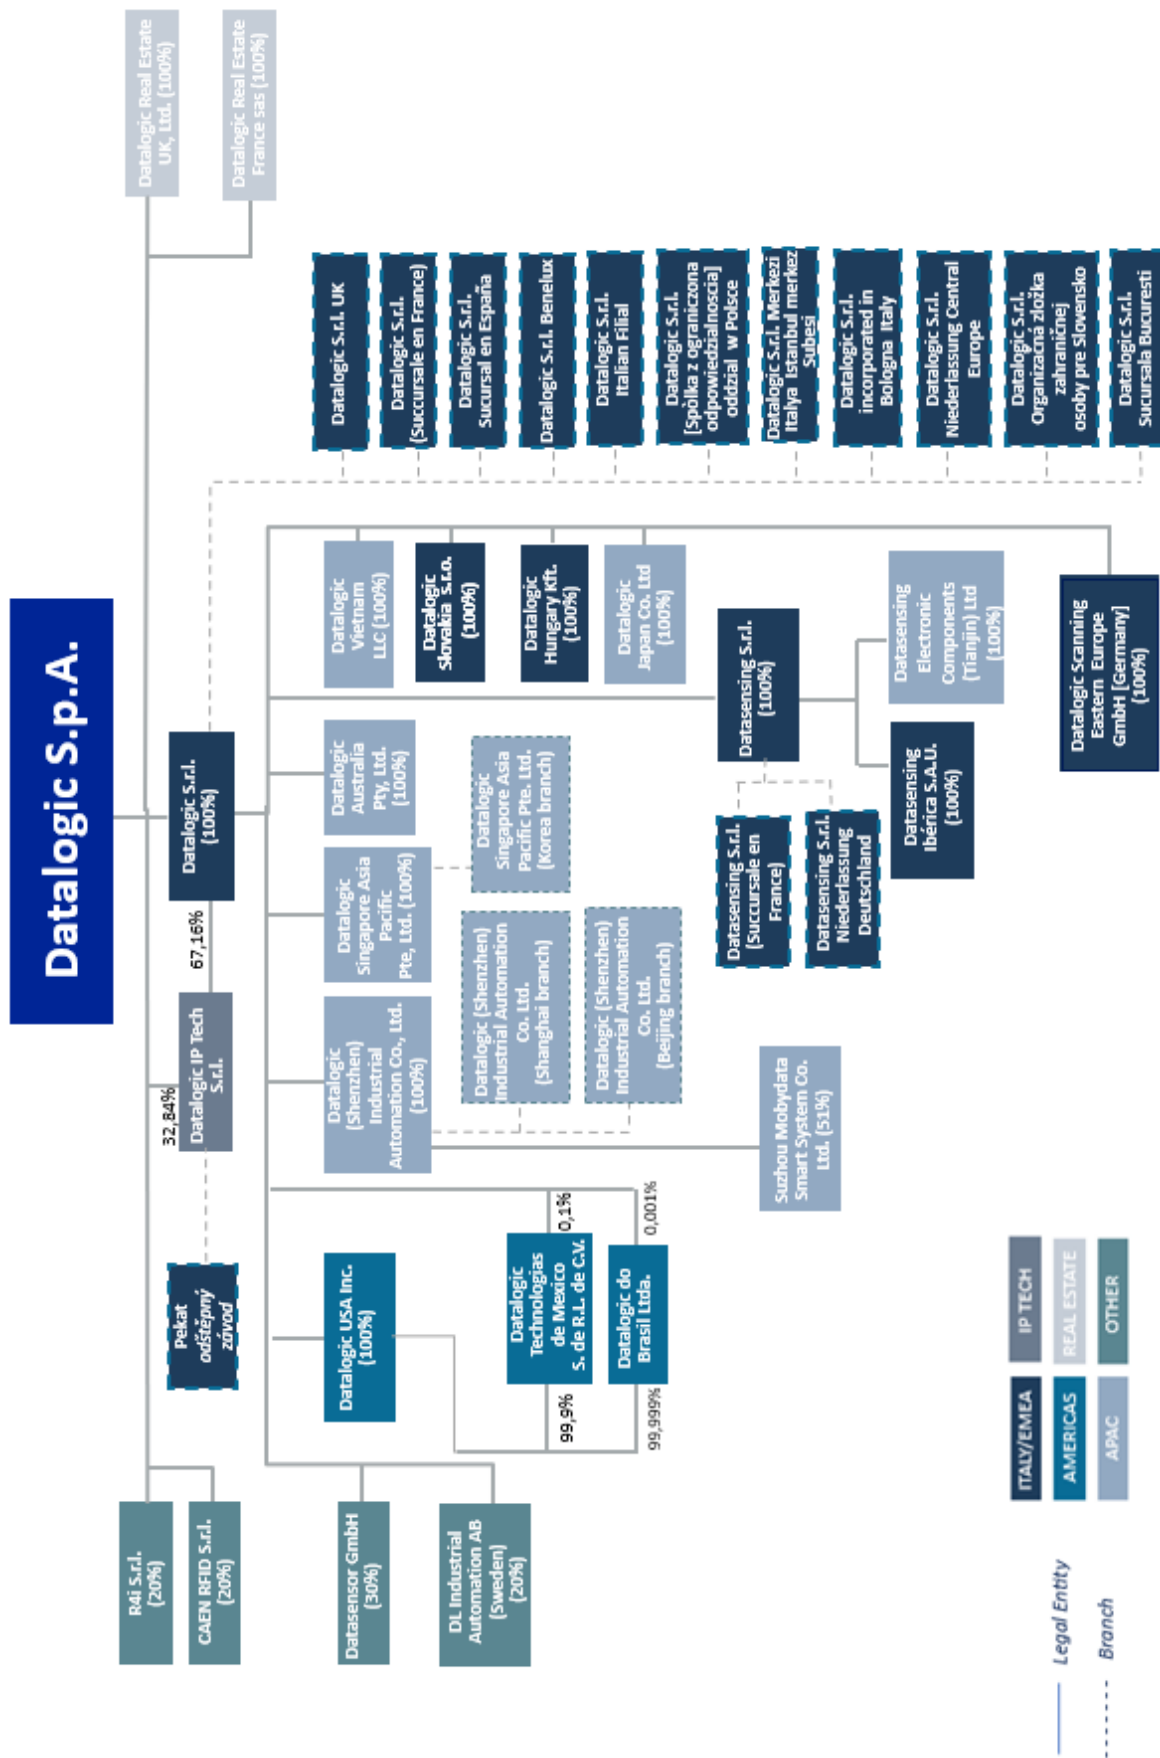 Datalogic S.p.A.
R4i S.r.l.
(20%)
CAEN RFID S.r.l.
(20%)
Datalogic Real Estate
UK, Ltd. (100%)
Datalogic Real Estate
France sas (100%)
Pekat
odštěpný
závod
32,84%
Datalogic IP Tech
S.r.l.
67,16%
Datalogic S.r.l.
(100%)
Datasensor GmbH
(30%)
DL Industrial
Automation AB
(Sweden)
(20%)
Datalogic USA Inc.
(100%)
99,9%
Datalogic
Technologias
de Mexico
S. de R.L. de C.V.
0,1%
99,999%
Datalogic do
Brasil Ltda.
0,001%
Datalogic
(Shenzhen)
Industrial
Automation Co., Ltd.
(100%)
Datalogic (Shenzhen)
Industrial Automation
Co. Ltd.
(Shanghai branch)
Datalogic (Shenzhen)
Industrial Automation
Co. Ltd.
(Beijing branch)
Suzhou Mobydata
Smart System Co.
Ltd. (51%)
Datalogic
Singapore Asia
Pacific
Pte, Ltd. (100%)
Datalogic
Singapore Asia
Pacific Pte. Ltd.
(Korea branch)
Datalogic
Australia
Pty, Ltd.
(100%)
Datasensing S.r.l.
(100%)
Datasensing S.r.l.
(Succursale en
France)
Datasensing S.r.l.
Niederlassung
Deutschland
Datasensing
Ibérica S.A.U.
(100%)
Datasensing
Electronic
Components
(Tianjin) Ltd
(100%)
Datalogic
Vietnam
LLC (100%)
Datalogic
Slovakia s.r.o.
(100%)
Datalogic
Hungary Kft.
(100%)
Datalogic
Japan Co. Ltd
(100%)
Datalogic Scanning
Eastern Europe
GmbH [Germany]
(100%)
Datalogic S.r.l. UK
Datalogic S.r.l.
(Succursale en France)
Datalogic S.r.l.
Sucursal en España
Datalogic S.r.l. Benelux
Datalogic S.r.l.
Italian Filial
Datalogic S.r.l.
[Spòlka z ograniczona
odpowiedzialnoscia]
oddzial w Polsce
Datalogic S.r.l. Merkezi
Italya Istanbul merkez
Subesi
Datalogic S.r.l.
incorporated in
Bologna Italy
Datalogic S.r.l.
Niederlassung Central
Europe
Datalogic S.r.l.
Organizačná zložka
zahraničnej
osoby pre Slovensko
Datalogic S.r.l.
Sucursala Bucuresti
Legal Entity
Branch
ITALY/EMEA
IP TECH
AMERICAS
REAL ESTATE
APAC
OTHER